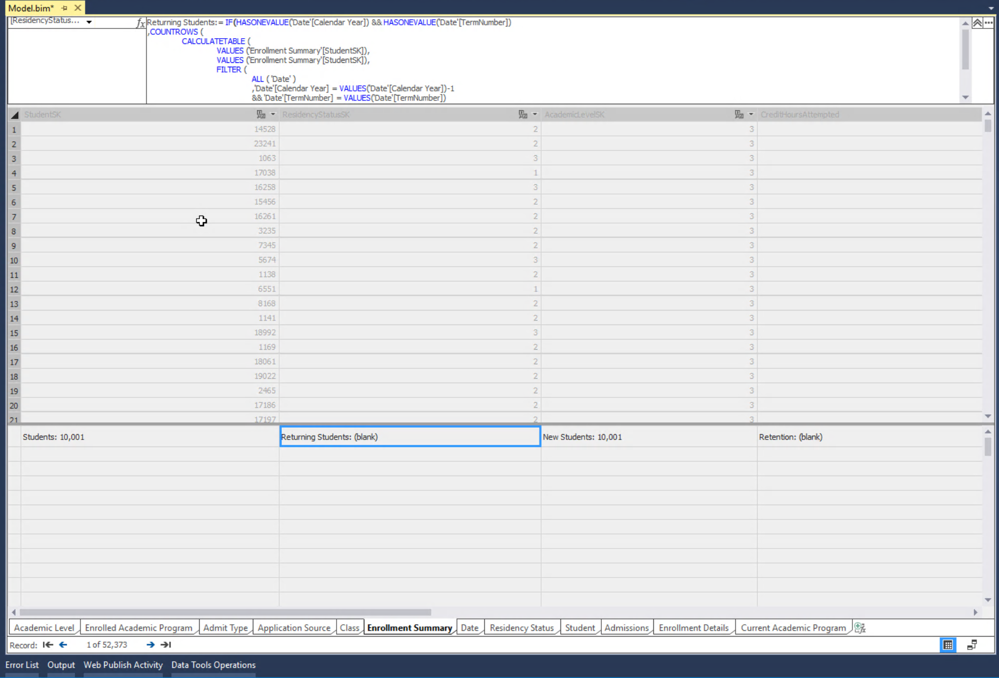 Model.bim*
[ResidencyStatus...
fx
Returning Students:= IF(HASONEVALUE('Date'[Calendar Year]) && HASONEVALUE('Date'[TermNumber])
,COUNTROWS (
CALCULATETABLE (
VALUES ('Enrollment Summary'[StudentSK]),
VALUES ('Enrollment Summary'[StudentSK]),
FILTER (
ALL ( 'Date' )
,'Date'[Calendar Year] = VALUES('Date'[Calendar Year])-1
&& 'Date'[TermNumber] = VALUES('Date'[TermNumber])
StudentSK ResidencyStatusSK AcademicLevelSK CreditHoursAttempted
1 14528 2 3
2 23241 2 3
3 1063 3 3
4 17038 1 3
5 16258 3 3
6 15456 2 3
7 16261 2 3
8 3235 2 3
9 7345 2 3
10 5674 3 3
11 1138 2 3
12 6551 1 3
13 8168 2 3
14 1141 2 3
15 18992 3 3
16 1169 2 3
17 18061 2 3
18 19022 2 3
19 2465 2 3
20 17186 2 3
21 17197 2 3
Students: 10,001 Returning Students: (blank) New Students: 10,001 Retention: (blank)
Academic Level Enrolled Academic Program Admit Type Application Source Class Enrollment Summary Date Residency Status Student Admissions Enrollment Details Current Academic Program
Record: 1 of 52,373
Error List Output Web Publish Activity Data Tools Operations